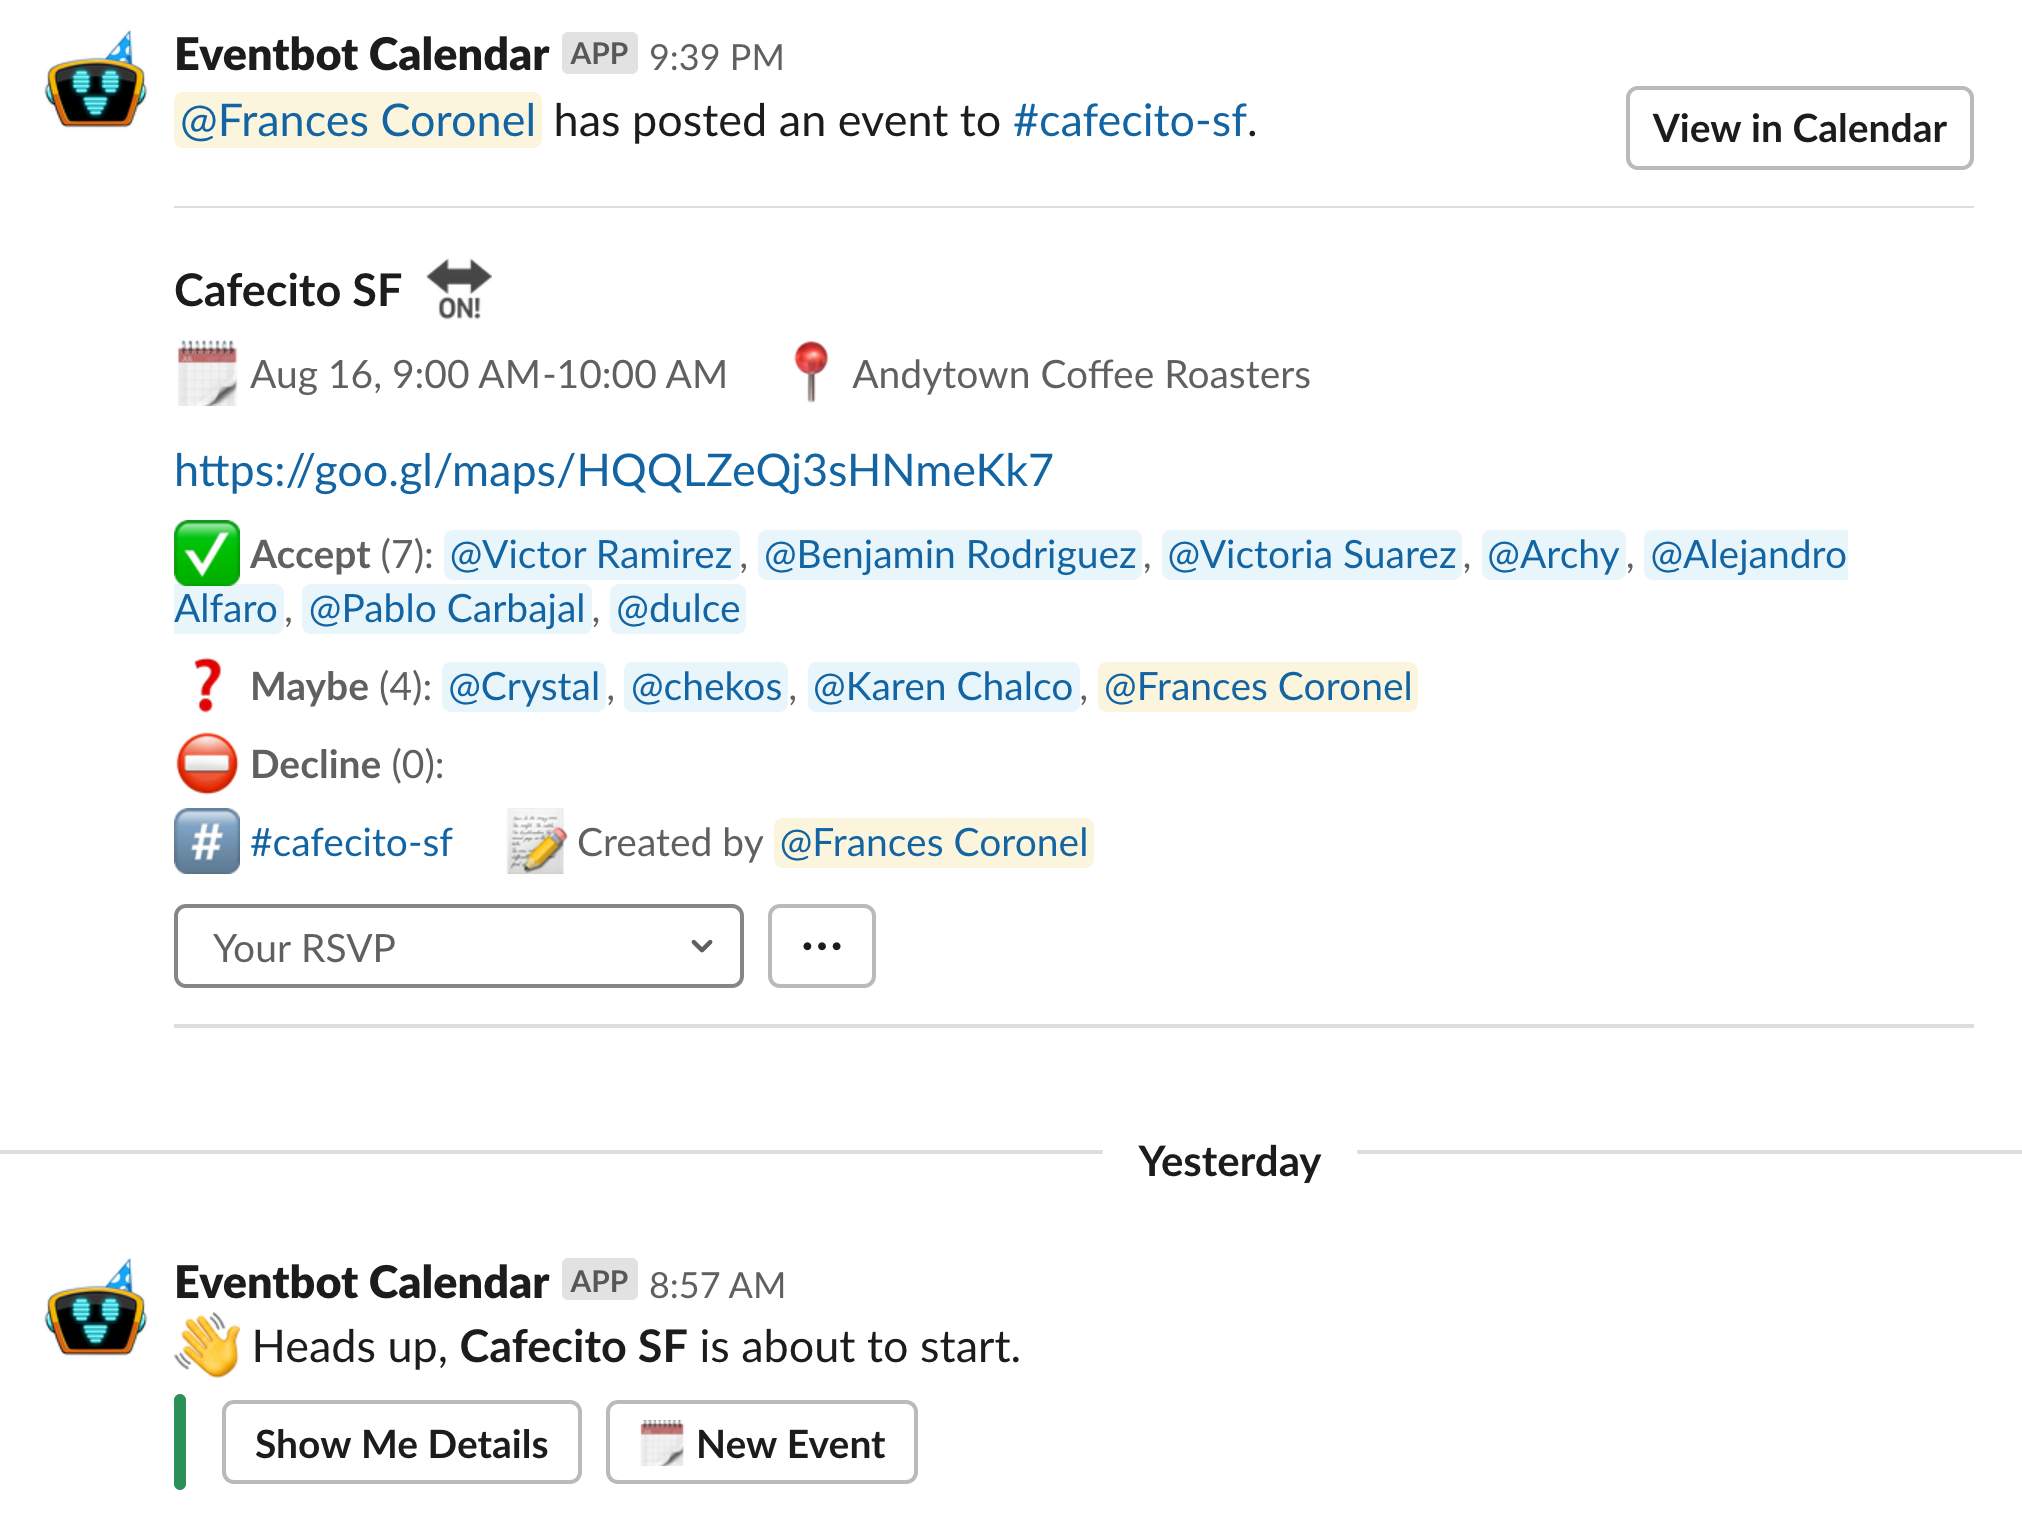 Eventbot Calendar APP 9:39 PM
@Frances Coronel has posted an event to #cafecito-sf.
View in Calendar
Cafecito SF ON!
Aug 16, 9:00 AM-10:00 AM Andytown Coffee Roasters
https://goo.gl/maps/HQQLZeQj3sHNmeKk7
Accept (7): @Victor Ramirez, @Benjamin Rodriguez, @Victoria Suarez, @Archy, @Alejandro
Alfaro, @Pablo Carbajal, @dulce
Maybe (4): @Crystal, @chekos, @Karen Chalco, @Frances Coronel
Decline (0):
# #cafecito-sf Created by @Frances Coronel
Your RSVP ...
Yesterday
Eventbot Calendar APP 8:57 AM
Heads up, Cafecito SF is about to start.
Show Me Details New Event